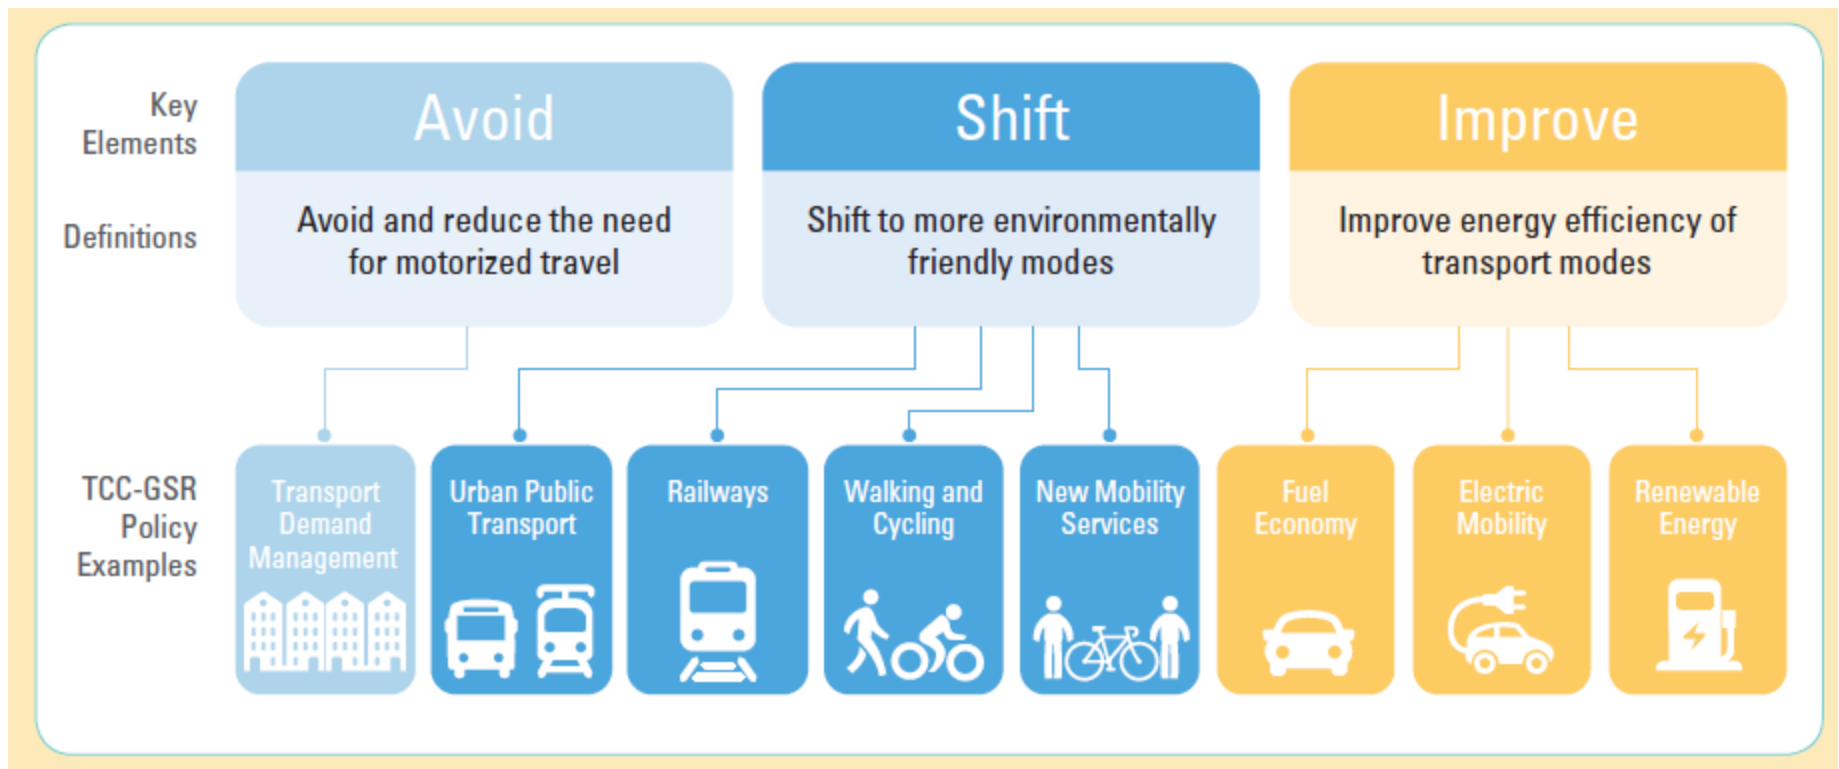 Key
Elements
Avoid
Shift
Improve
Definitions
Avoid and reduce the need
for motorized travel
Shift to more environmentally
friendly modes
Improve energy efficiency of
transport modes
TCC-GSR
Policy
Examples
Transport
Demand
Management
Urban Public
Transport
Railways
Walking and
Cycling
New Mobility
Services
Fuel
Economy
Electric
Mobility
Renewable
Energy